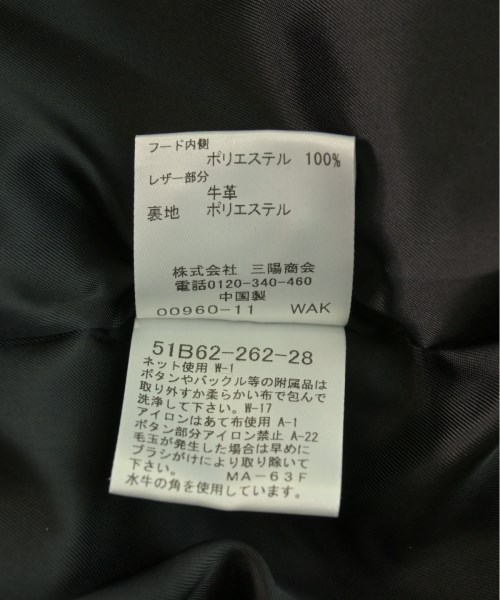 フード内側
ポリエステル 100%
レザー部分
牛革
裏地 ポリエステル
株式会社 三陽商会
電話0120-340-460
中国製
00960-11 WAK
51B62-262-28
ネット使用 W-1
ボタンやバックル等の附属品は
取り外すか柔らかい布で包んで
洗浄して下さい。W-17
アイロンはあて布使用 A-1
ボタン部分アイロン禁止 A-22
毛玉が発生した場合は早めに
ブラシがけにより取り除いて
下さい。 MA-63F
水牛の角を使用しています。